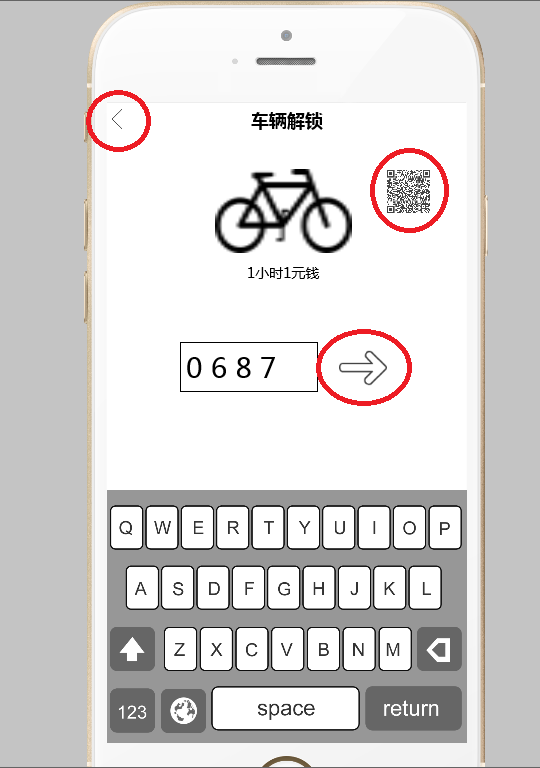 车辆解锁
1小时1元钱
0 6 8 7
Q W E R T Y U I O P
A S D F G H J K L
Z X C V B N M
123 space return